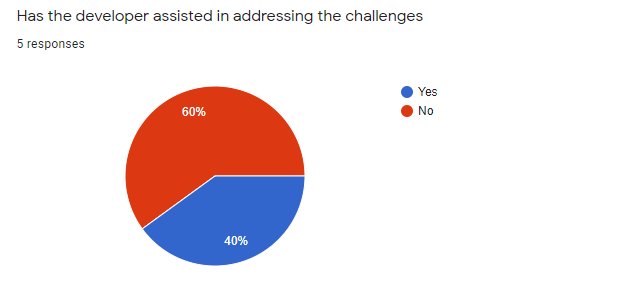 Has the developer assisted in addressing the challenges
5 responses
Yes
No
60%
40%